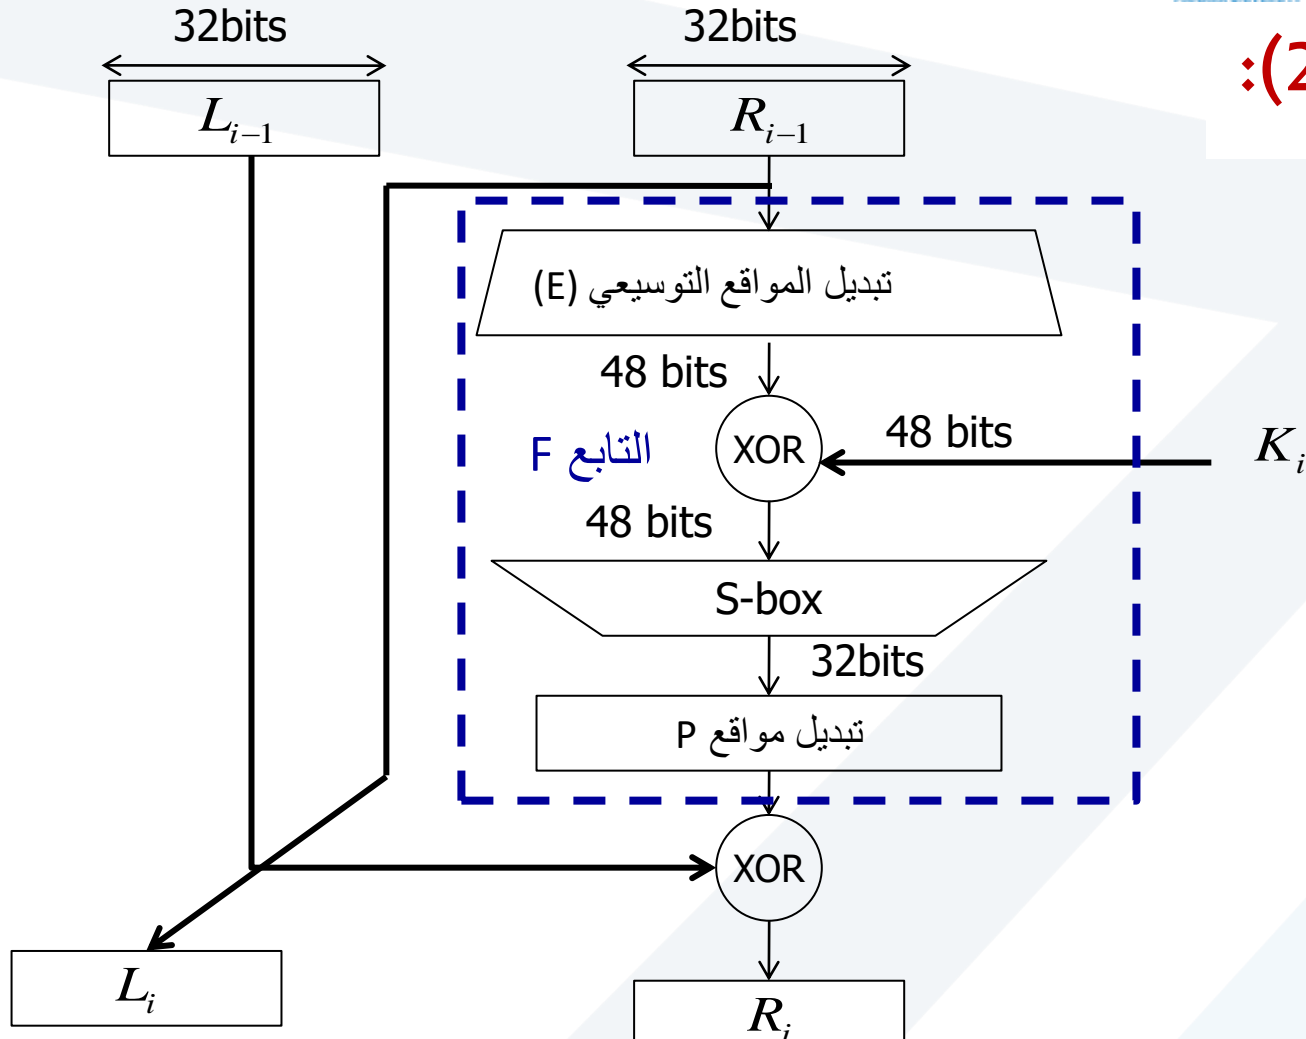 32bits
32bits
:(2
L_{i-1}
R_{i-1}
تبديل المواقع التوسيعي (E)
48 bits
التابع F
XOR
48 bits
K_i
48 bits
S-box
32bits
تبديل مواقع P
XOR
L_i
R_i